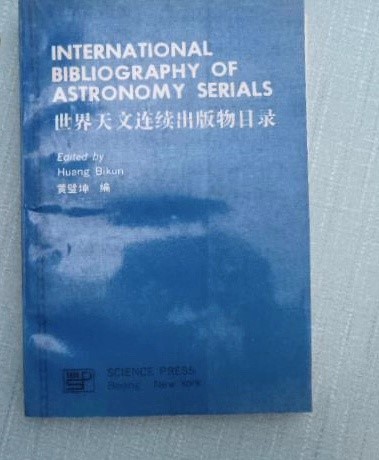 INTERNATIONAL
BIBLIOGRAPHY OF
ASTRONOMY SERIALS
世界天文连续出版物目录
Edited by
Huang Bikun
黄璧坤 编
SCIENCE PRESS
Beijing New York